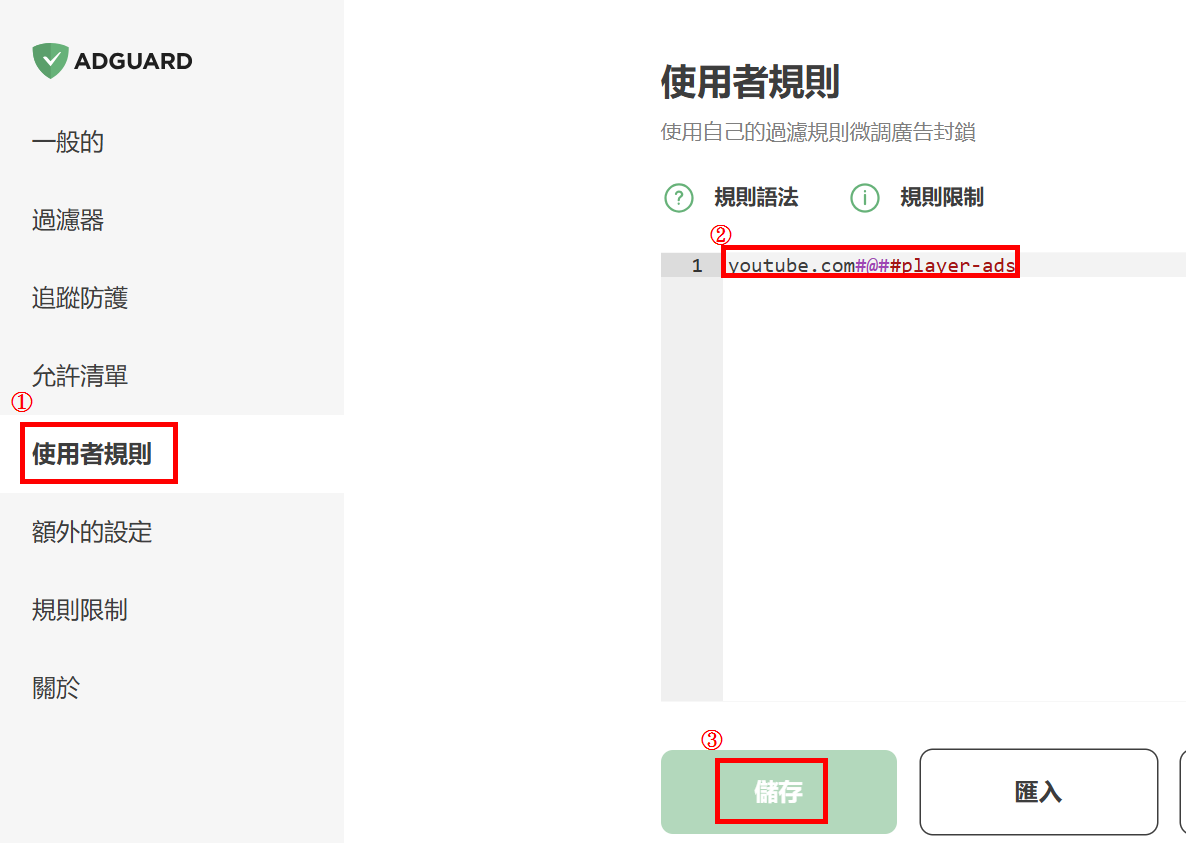 ADGUARD
一般的
過濾器
追蹤防護
允許清單
①
使用者規則
額外的設定
規則限制
關於
使用者規則
使用自己的過濾規則微調廣告封鎖
? 規則語法 i 規則限制
②
1 youtube.com#@##player-ads
③
儲存 匯入